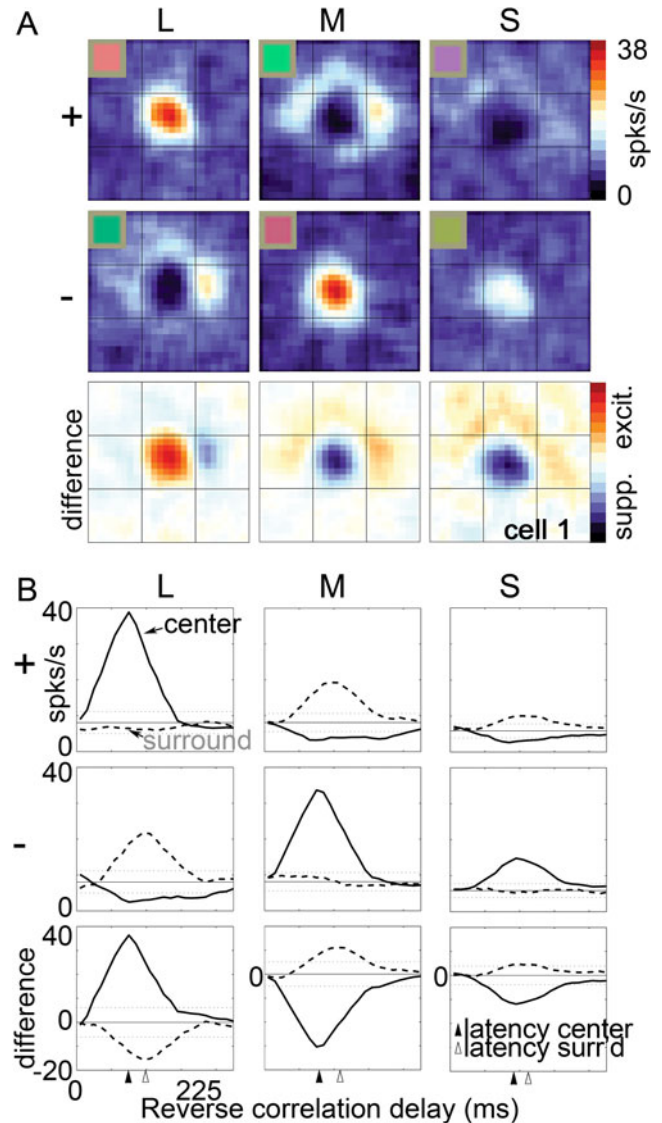 A L M S
+ 38
spks/s
0
-
difference
excit.
supp.
cell 1
B L M S
+ 40
spks/s
0
center
surround
- 40
0
difference
40
0
-20
0
0
latency center
latency surr'd
0 225
Reverse correlation delay (ms)